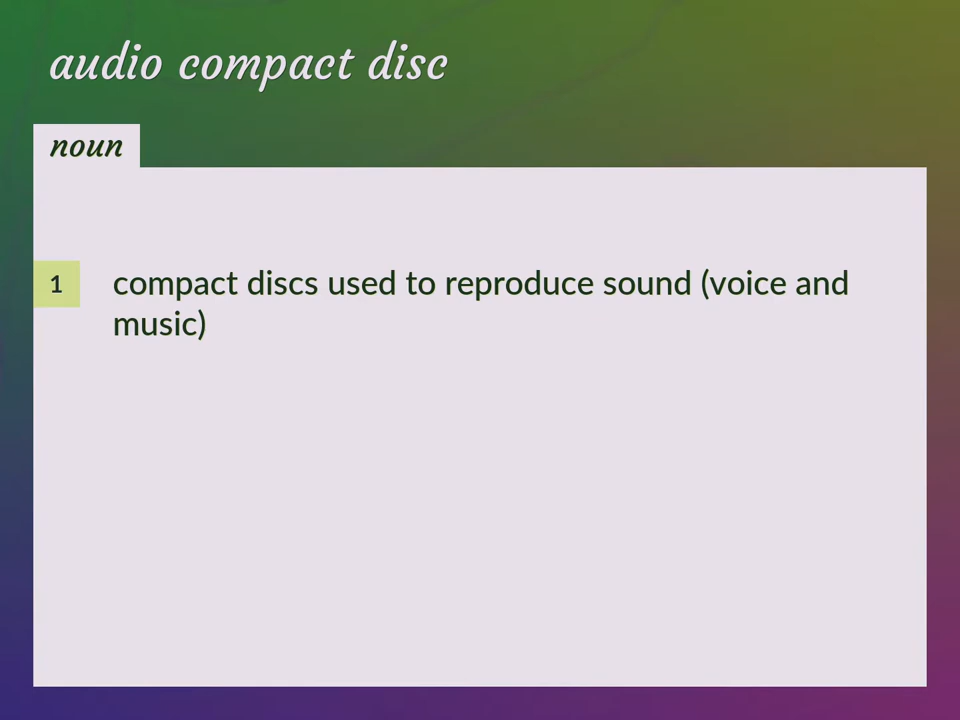 audio compact disc
noun
1 compact discs used to reproduce sound (voice and
music)